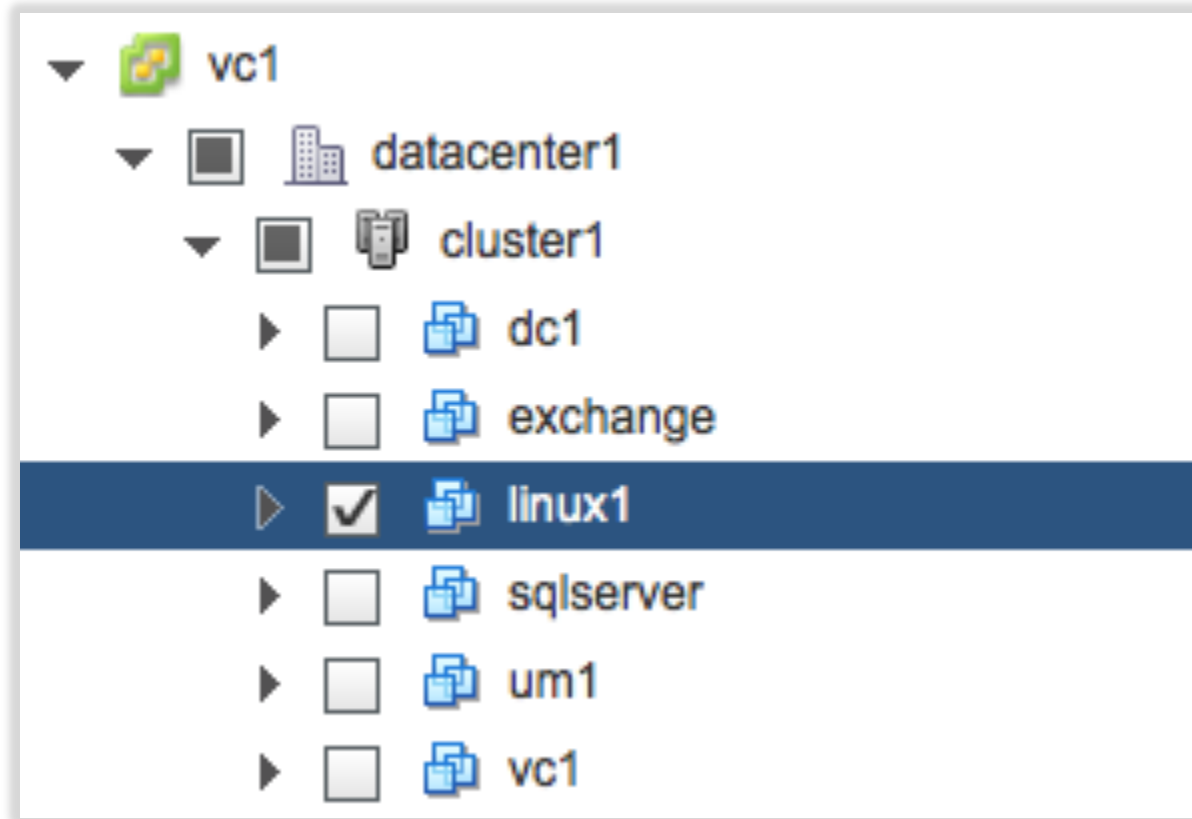 vc1
datacenter1
cluster1
dc1
exchange
linux1
sqlserver
um1
vc1